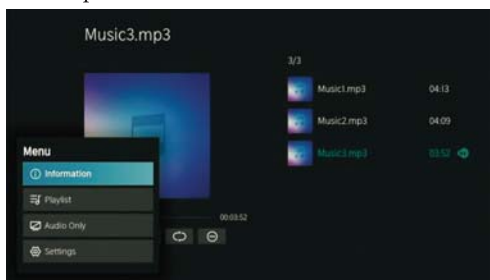 Music3.mp3
3/3
Music1.mp3 04:13
Music2.mp3 04:09
Music3.mp3 03:52
Menu
Information
Playlist
Audio Only
Settings
00:03:52